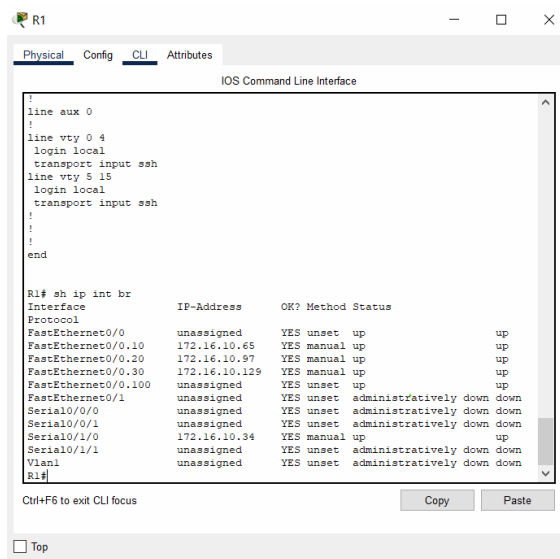 R1
Physical Config CLI Attributes
IOS Command Line Interface
!
line aux 0
!
line vty 0 4
 login local
 transport input ssh
line vty 5 15
 login local
 transport input ssh
!
!
!
end
R1# sh ip int br
Interface IP-Address OK? Method Status
Protocol
FastEthernet0/0 unassigned YES unset up up
FastEthernet0/0.10 172.16.10.65 YES manual up up
FastEthernet0/0.20 172.16.10.97 YES manual up up
FastEthernet0/0.30 172.16.10.129 YES manual up up
FastEthernet0/0.100 unassigned YES unset up up
FastEthernet0/1 unassigned YES unset administratively down down
Serial0/0/0 unassigned YES unset administratively down down
Serial0/0/1 unassigned YES unset administratively down down
Serial0/1/0 172.16.10.34 YES manual up up
Serial0/1/1 unassigned YES unset administratively down down
Vlan1 unassigned YES unset administratively down down
R1#
Ctrl+F6 to exit CLI focus Copy Paste
Top